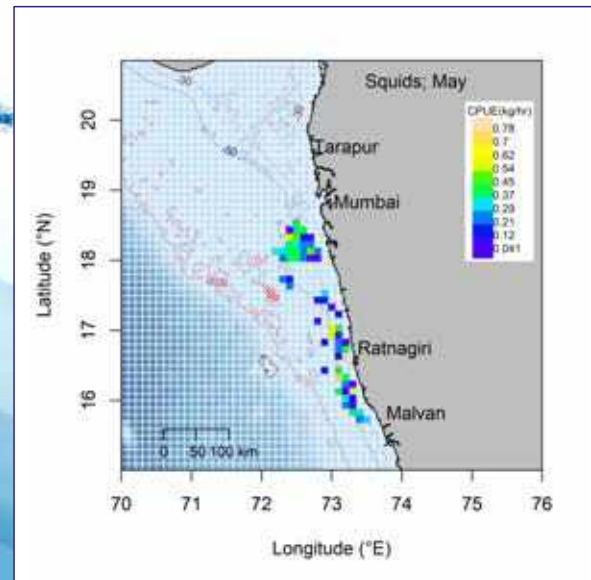 Squids; May
CPUE(kg/hr)
0.78
0.7
0.62
0.54
0.45
0.37
0.29
0.21
0.12
0.041
Tarapur
Mumbai
Ratnagiri
Malvan
0 50 100 km
20
19
18
17
16
Latitude (°N)
70 71 72 73 74 75 76
Longitude (°E)